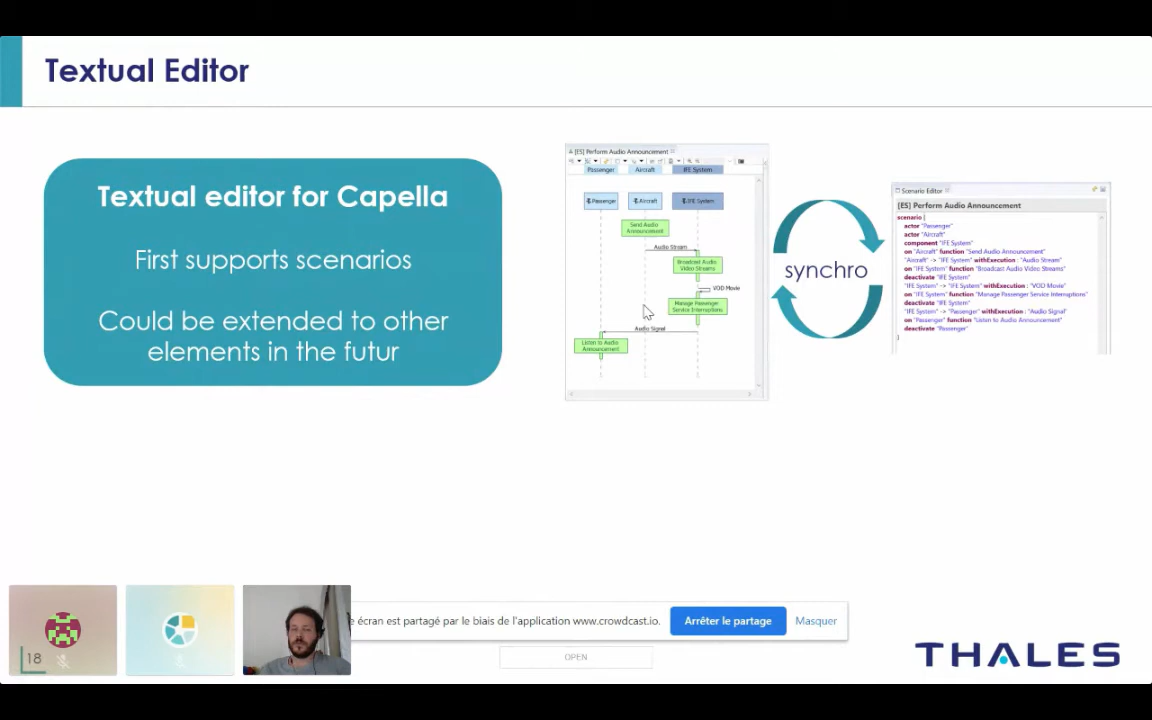 Textual Editor
Textual editor for Capella
First supports scenarios
Could be extended to other
elements in the futur
[ES] Perform Audio Announcement
Passenger Aircraft IFE System
Passenger Aircraft IFE System
Send Audio
Announcement
Audio Stream
Broadcast Audio
Video Streams
VOD Movie
Manage Passenger
Service Interruptions
Audio Signal
Listen to Audio
Announcement
synchro
Scenario Editor
[ES] Perform Audio Announcement
scenario {
actor "Passenger"
actor "Aircraft"
component "IFE System"
on "Aircraft" function "Send Audio Announcement"
"Aircraft" -> "IFE System" withExecution : "Audio Stream"
on "IFE System" function "Broadcast Audio Video Streams"
deactivate "IFE System"
"IFE System" -> "IFE System" withExecution : "VOD Movie"
on "IFE System" function "Manage Passenger Service Interruptions"
deactivate "IFE System"
"IFE System" -> "Passenger" withExecution : "Audio Signal"
on "Passenger" function "Listen to Audio Announcement"
deactivate "Passenger"
}
e écran est partagé par le biais de l'application www.crowdcast.io.
Arrêter le partage
Masquer
OPEN
18
THALES